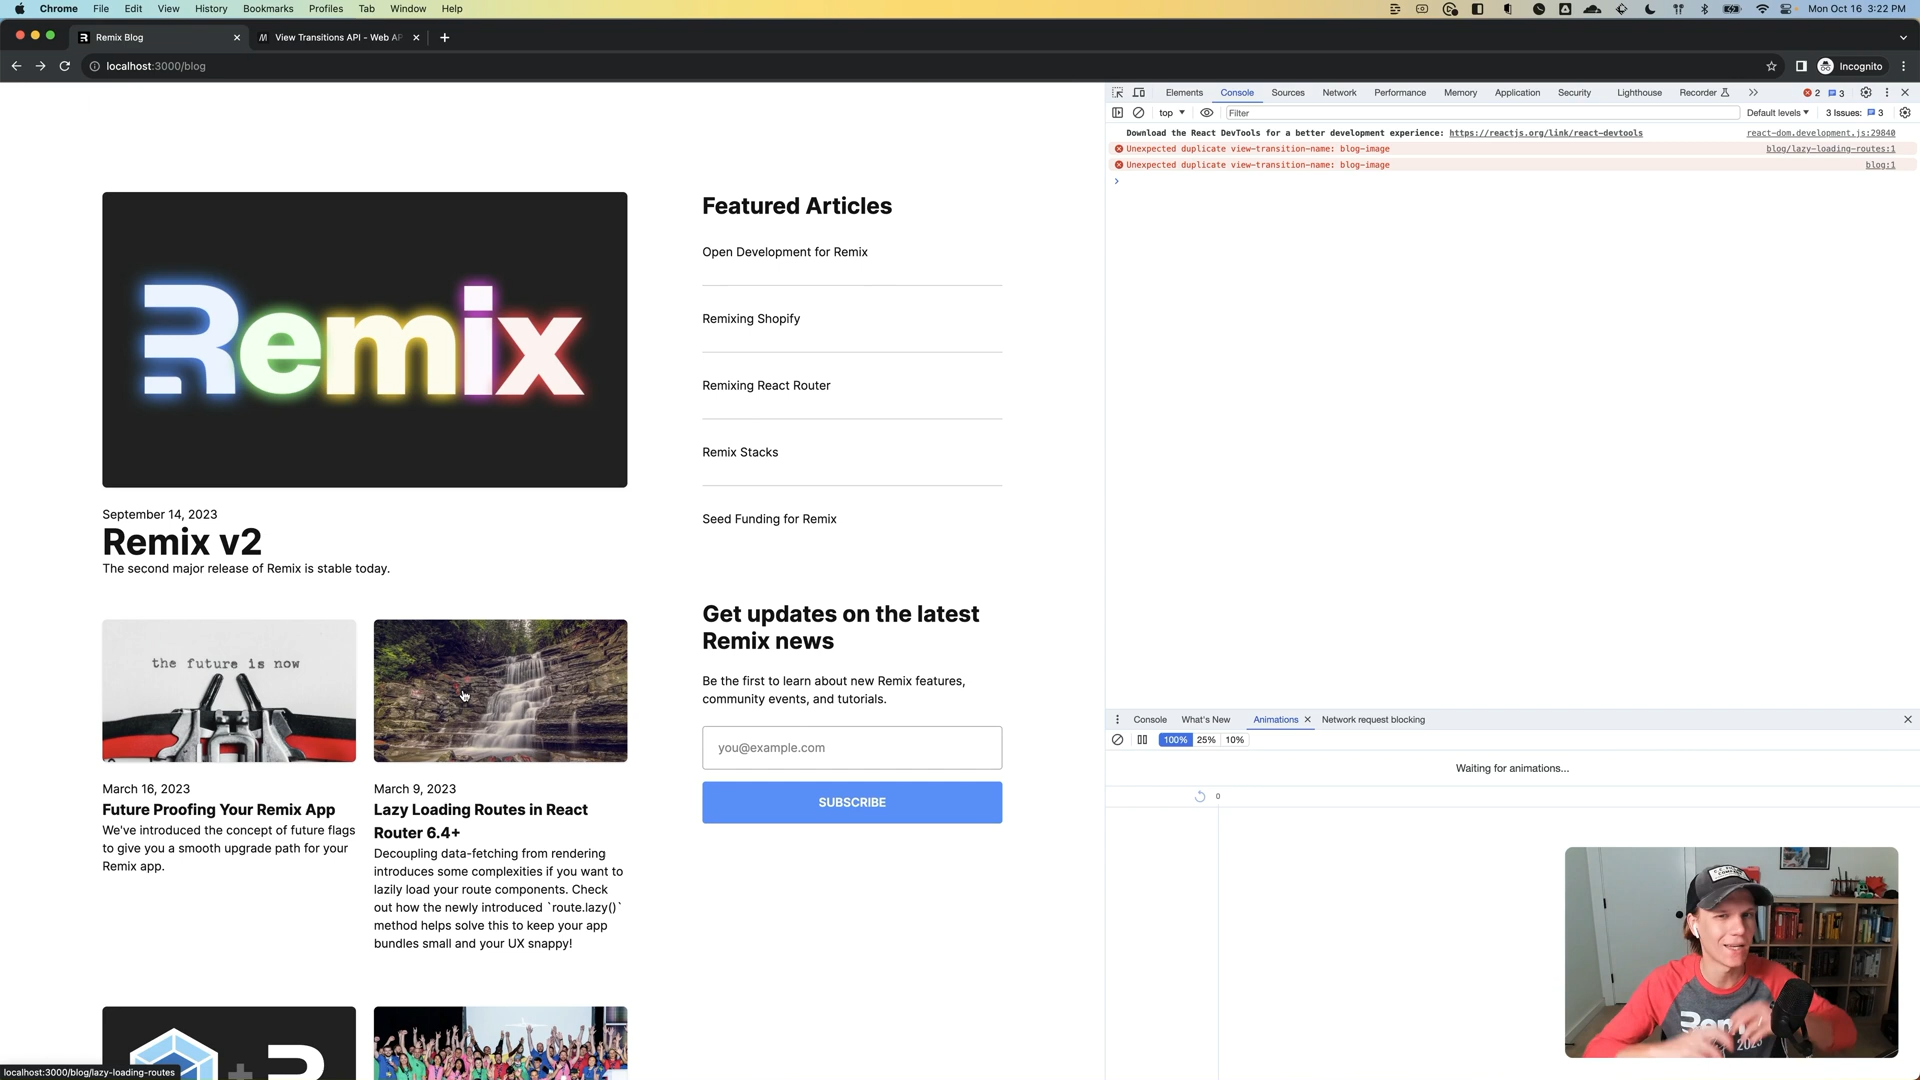 Chrome File Edit View History Bookmarks Profiles Tab Window Help Mon Oct 16 3:22 PM
Remix Blog View Transitions API - Web AP
localhost:3000/blog Incognito
Remix
September 14, 2023
Remix v2
The second major release of Remix is stable today.
the future is now
March 16, 2023
Future Proofing Your Remix App
We've introduced the concept of future flags
to give you a smooth upgrade path for your
Remix app.
March 9, 2023
Lazy Loading Routes in React
Router 6.4+
Decoupling data-fetching from rendering
introduces some complexities if you want to
lazily load your route components. Check
out how the newly introduced `route.lazy()`
method helps solve this to keep your app
bundles small and your UX snappy!
localhost:3000/blog/lazy-loading-routes
Featured Articles
Open Development for Remix
Remixing Shopify
Remixing React Router
Remix Stacks
Seed Funding for Remix
Get updates on the latest
Remix news
Be the first to learn about new Remix features,
community events, and tutorials.
you@example.com
SUBSCRIBE
Elements Console Sources Network Performance Memory Application Security Lighthouse Recorder 2 3
top Filter Default levels 3 Issues: 3
Download the React DevTools for a better development experience: https://reactjs.org/link/react-devtools react-dom.development.js:29840
Unexpected duplicate view-transition-name: blog-image blog/lazy-loading-routes:1
Unexpected duplicate view-transition-name: blog-image blog:1
Console What's New Animations Network request blocking
100% 25% 10%
Waiting for animations...
0
2023